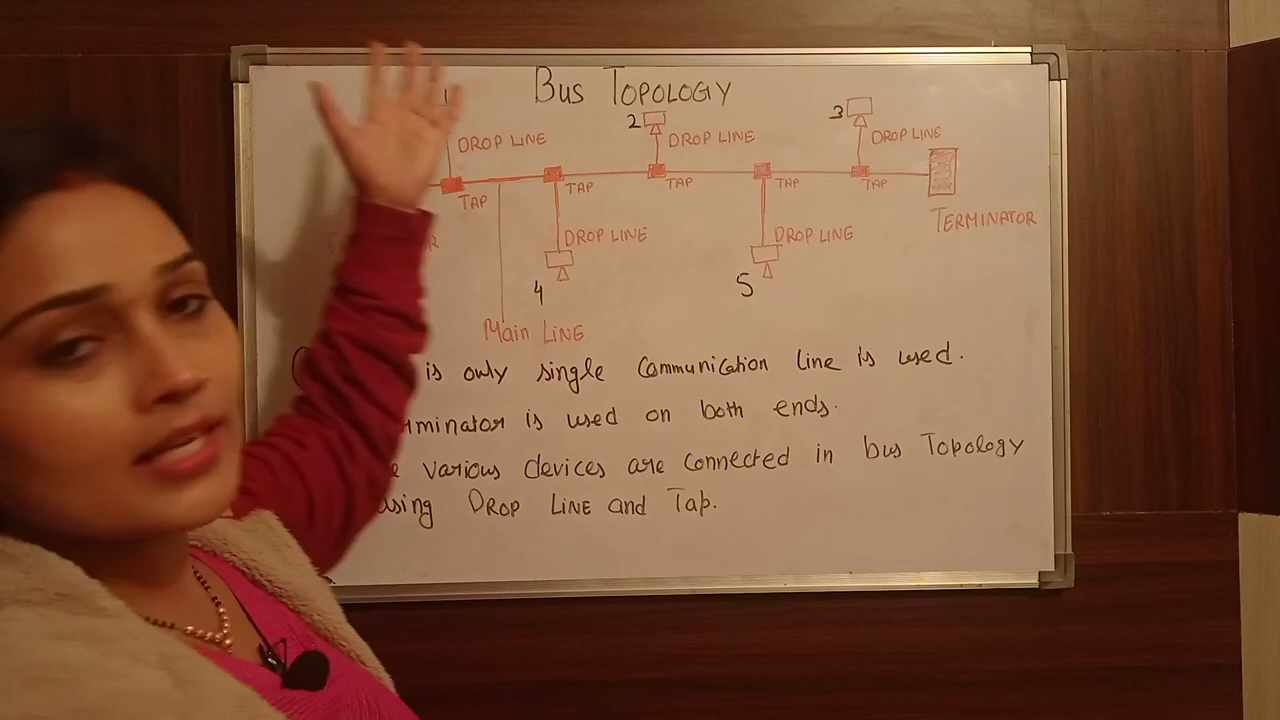 Bus Topology
1
2
3
DROP LINE
DROP LINE
DROP LINE
TAP
TAP
TAP
TAP
TAP
TERMINATOR
DROP LINE
DROP LINE
4
5
Main LINE
is only single Communication Line is used.
is used on both ends.
various devices are Connected in bus Topology
using DROP LINE and Tap.